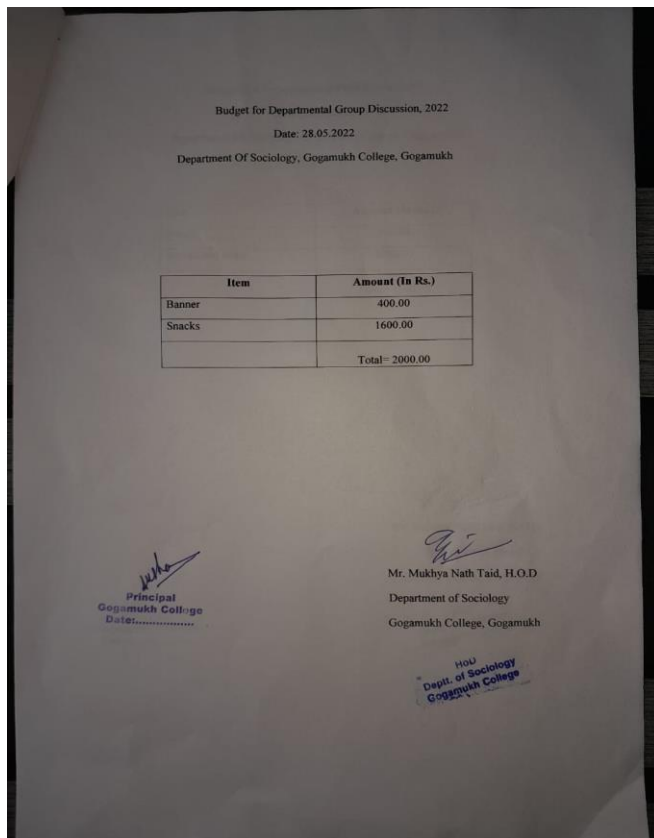 Budget for Departmental Group Discussion, 2022
Date: 28.05.2022
Department Of Sociology, Gogamukh College, Gogamukh
Item Amount (In Rs.)
Banner 400.00
Snacks 1600.00
Total= 2000.00
Principal
Gogamukh College
Date:.................
Mr. Mukhya Nath Taid, H.O.D
Department of Sociology
Gogamukh College, Gogamukh
HoD
Deptt. of Sociology
Gogamukh College